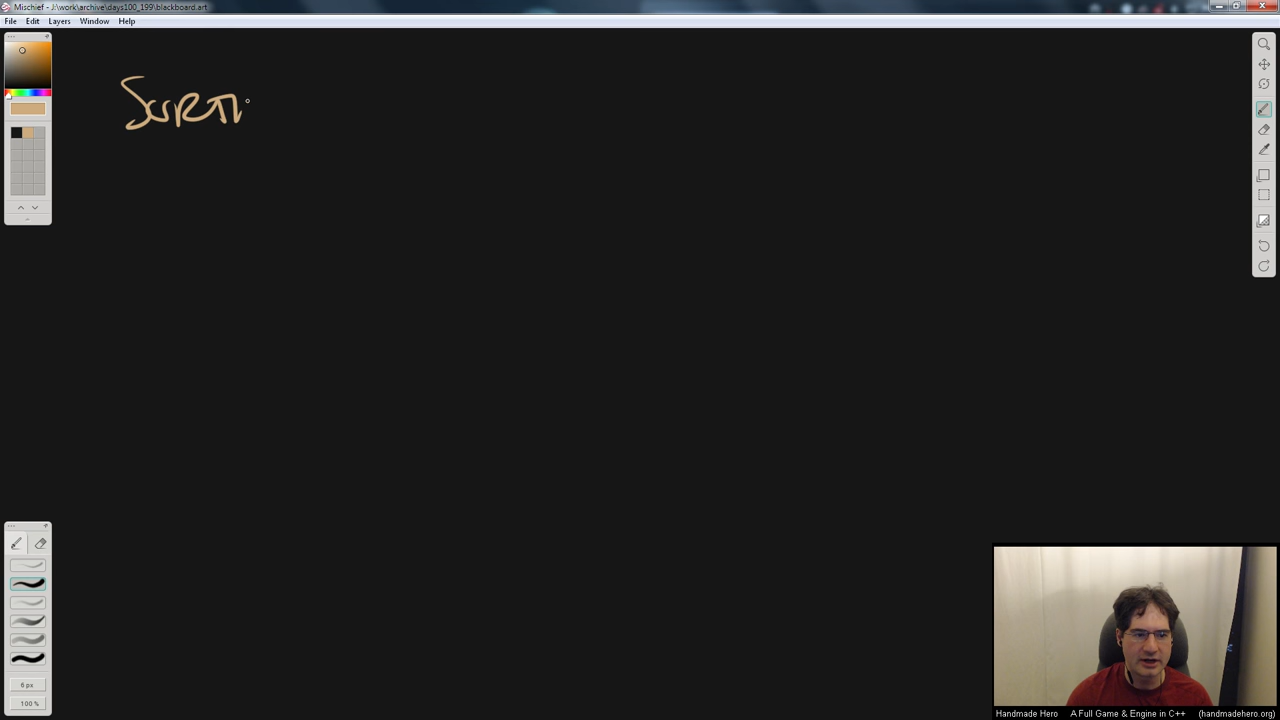 Mischief - J:\work\archive\days100_199\blackboard.art
File Edit Layers Window Help
6 px
100 %
Handmade Hero A Full Game & Engine in C++ (handmadehero.org)